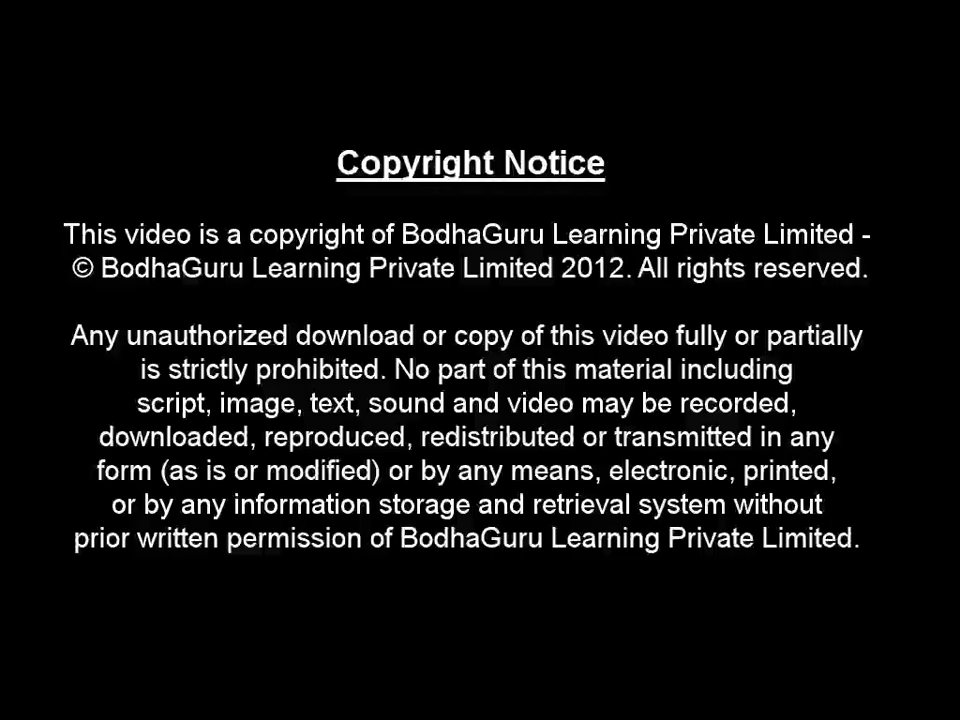 Copyright Notice
This video is a copyright of BodhaGuru Learning Private Limited -
© BodhaGuru Learning Private Limited 2012. All rights reserved.
Any unauthorized download or copy of this video fully or partially
is strictly prohibited. No part of this material including
script, image, text, sound and video may be recorded,
downloaded, reproduced, redistributed or transmitted in any
form (as is or modified) or by any means, electronic, printed,
or by any information storage and retrieval system without
prior written permission of BodhaGuru Learning Private Limited.